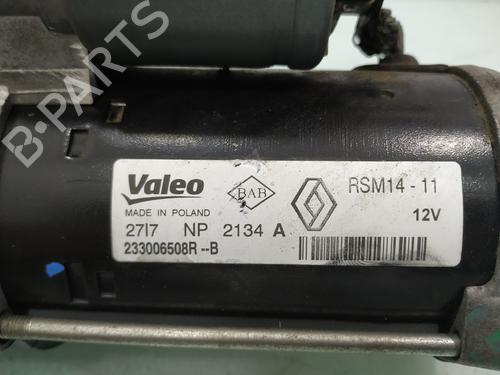 B-PARTS
Valeo
BAB
RSM14 - 11
MADE IN POLAND
12V
27I7 NP 2134 A
233006508R--B